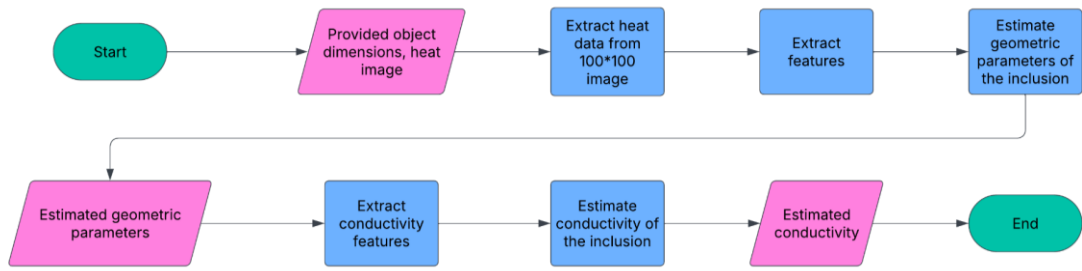 Start
Provided object
dimensions, heat
image
Extract heat
data from
100*100
image
Extract
features
Estimate
geometric
parameters of
the inclusion
Estimated geometric
parameters
Extract
conductivity
features
Estimate
conductivity of
the inclusion
Estimated
conductivity
End